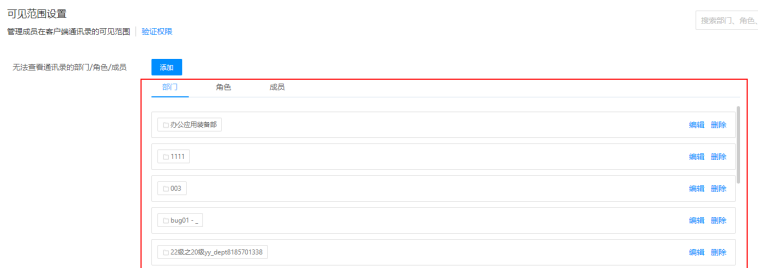 可见范围设置
搜索部门、角色、
管理成员在客户端通讯录的可见范围 验证权限
无法查看通讯录的部门/角色/成员 添加
部门 角色 成员
办公应用装备部 编辑 删除
1111 编辑 删除
003 编辑 删除
bug01 - _ 编辑 删除
22级之20级yy_dept8185701338 编辑 删除